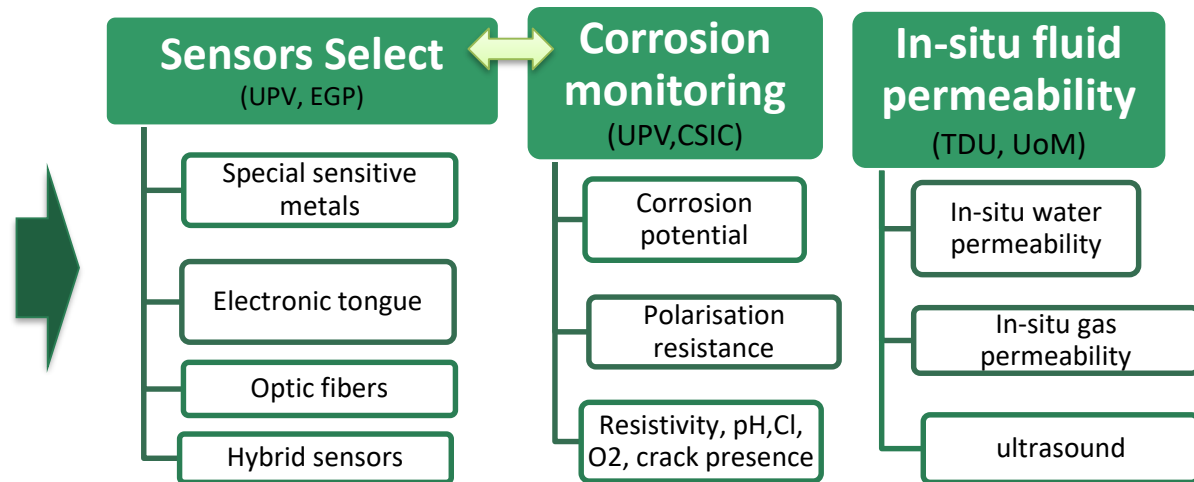 Sensors Select
(UPV, EGP)
Special sensitive
metals
Electronic tongue
Optic fibers
Hybrid sensors
Corrosion
monitoring
(UPV,CSIC)
Corrosion
potential
Polarisation
resistance
Resistivity, pH,Cl,
O2, crack presence
In-situ fluid
permeability
(TDU, UoM)
In-situ water
permeability
In-situ gas
permeability
ultrasound